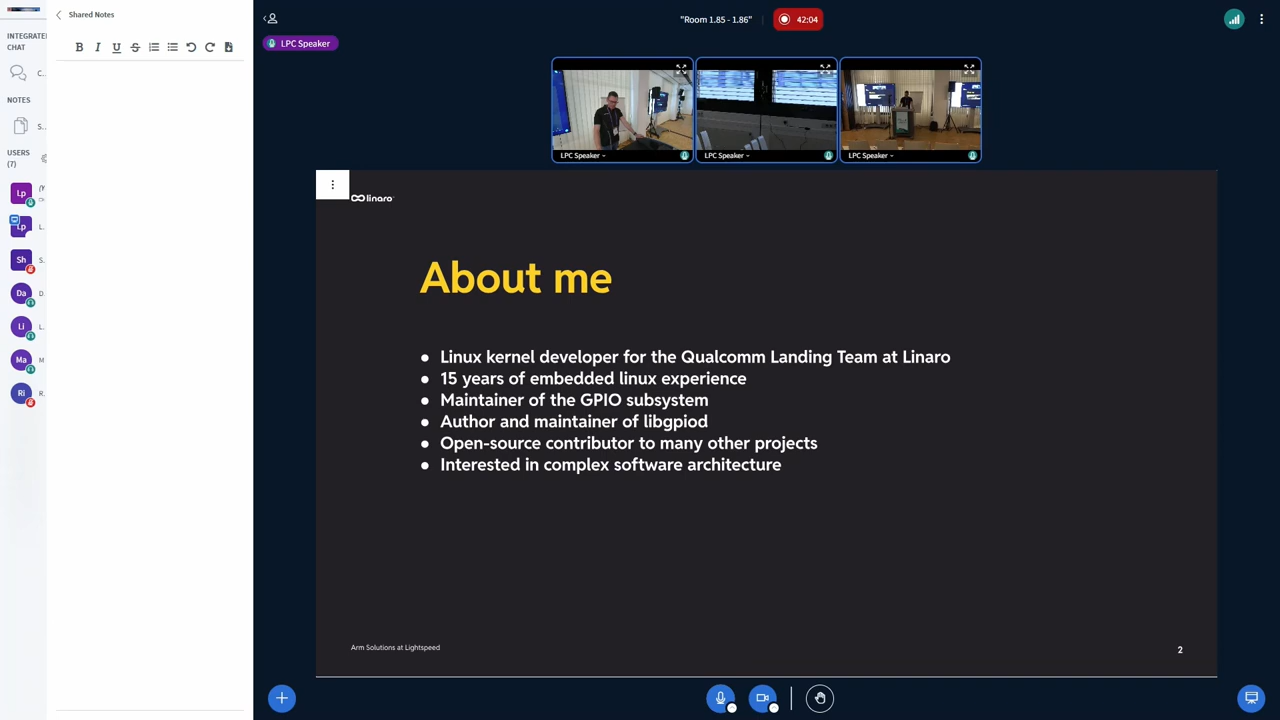 Shared Notes
INTEGRATE
CHAT
C..
NOTES
S..
USERS
(7)
Lp
Lp
L.
Sh
S.
Da
D.
Li
L.
Ma
M
Ri
R.
"Room 1.85 - 1.86"
42:04
LPC Speaker
LPC Speaker
LPC Speaker
LPC Speaker
linaro
About me
● Linux kernel developer for the Qualcomm Landing Team at Linaro
● 15 years of embedded linux experience
● Maintainer of the GPIO subsystem
● Author and maintainer of libgpiod
● Open-source contributor to many other projects
● Interested in complex software architecture
Arm Solutions at Lightspeed
2